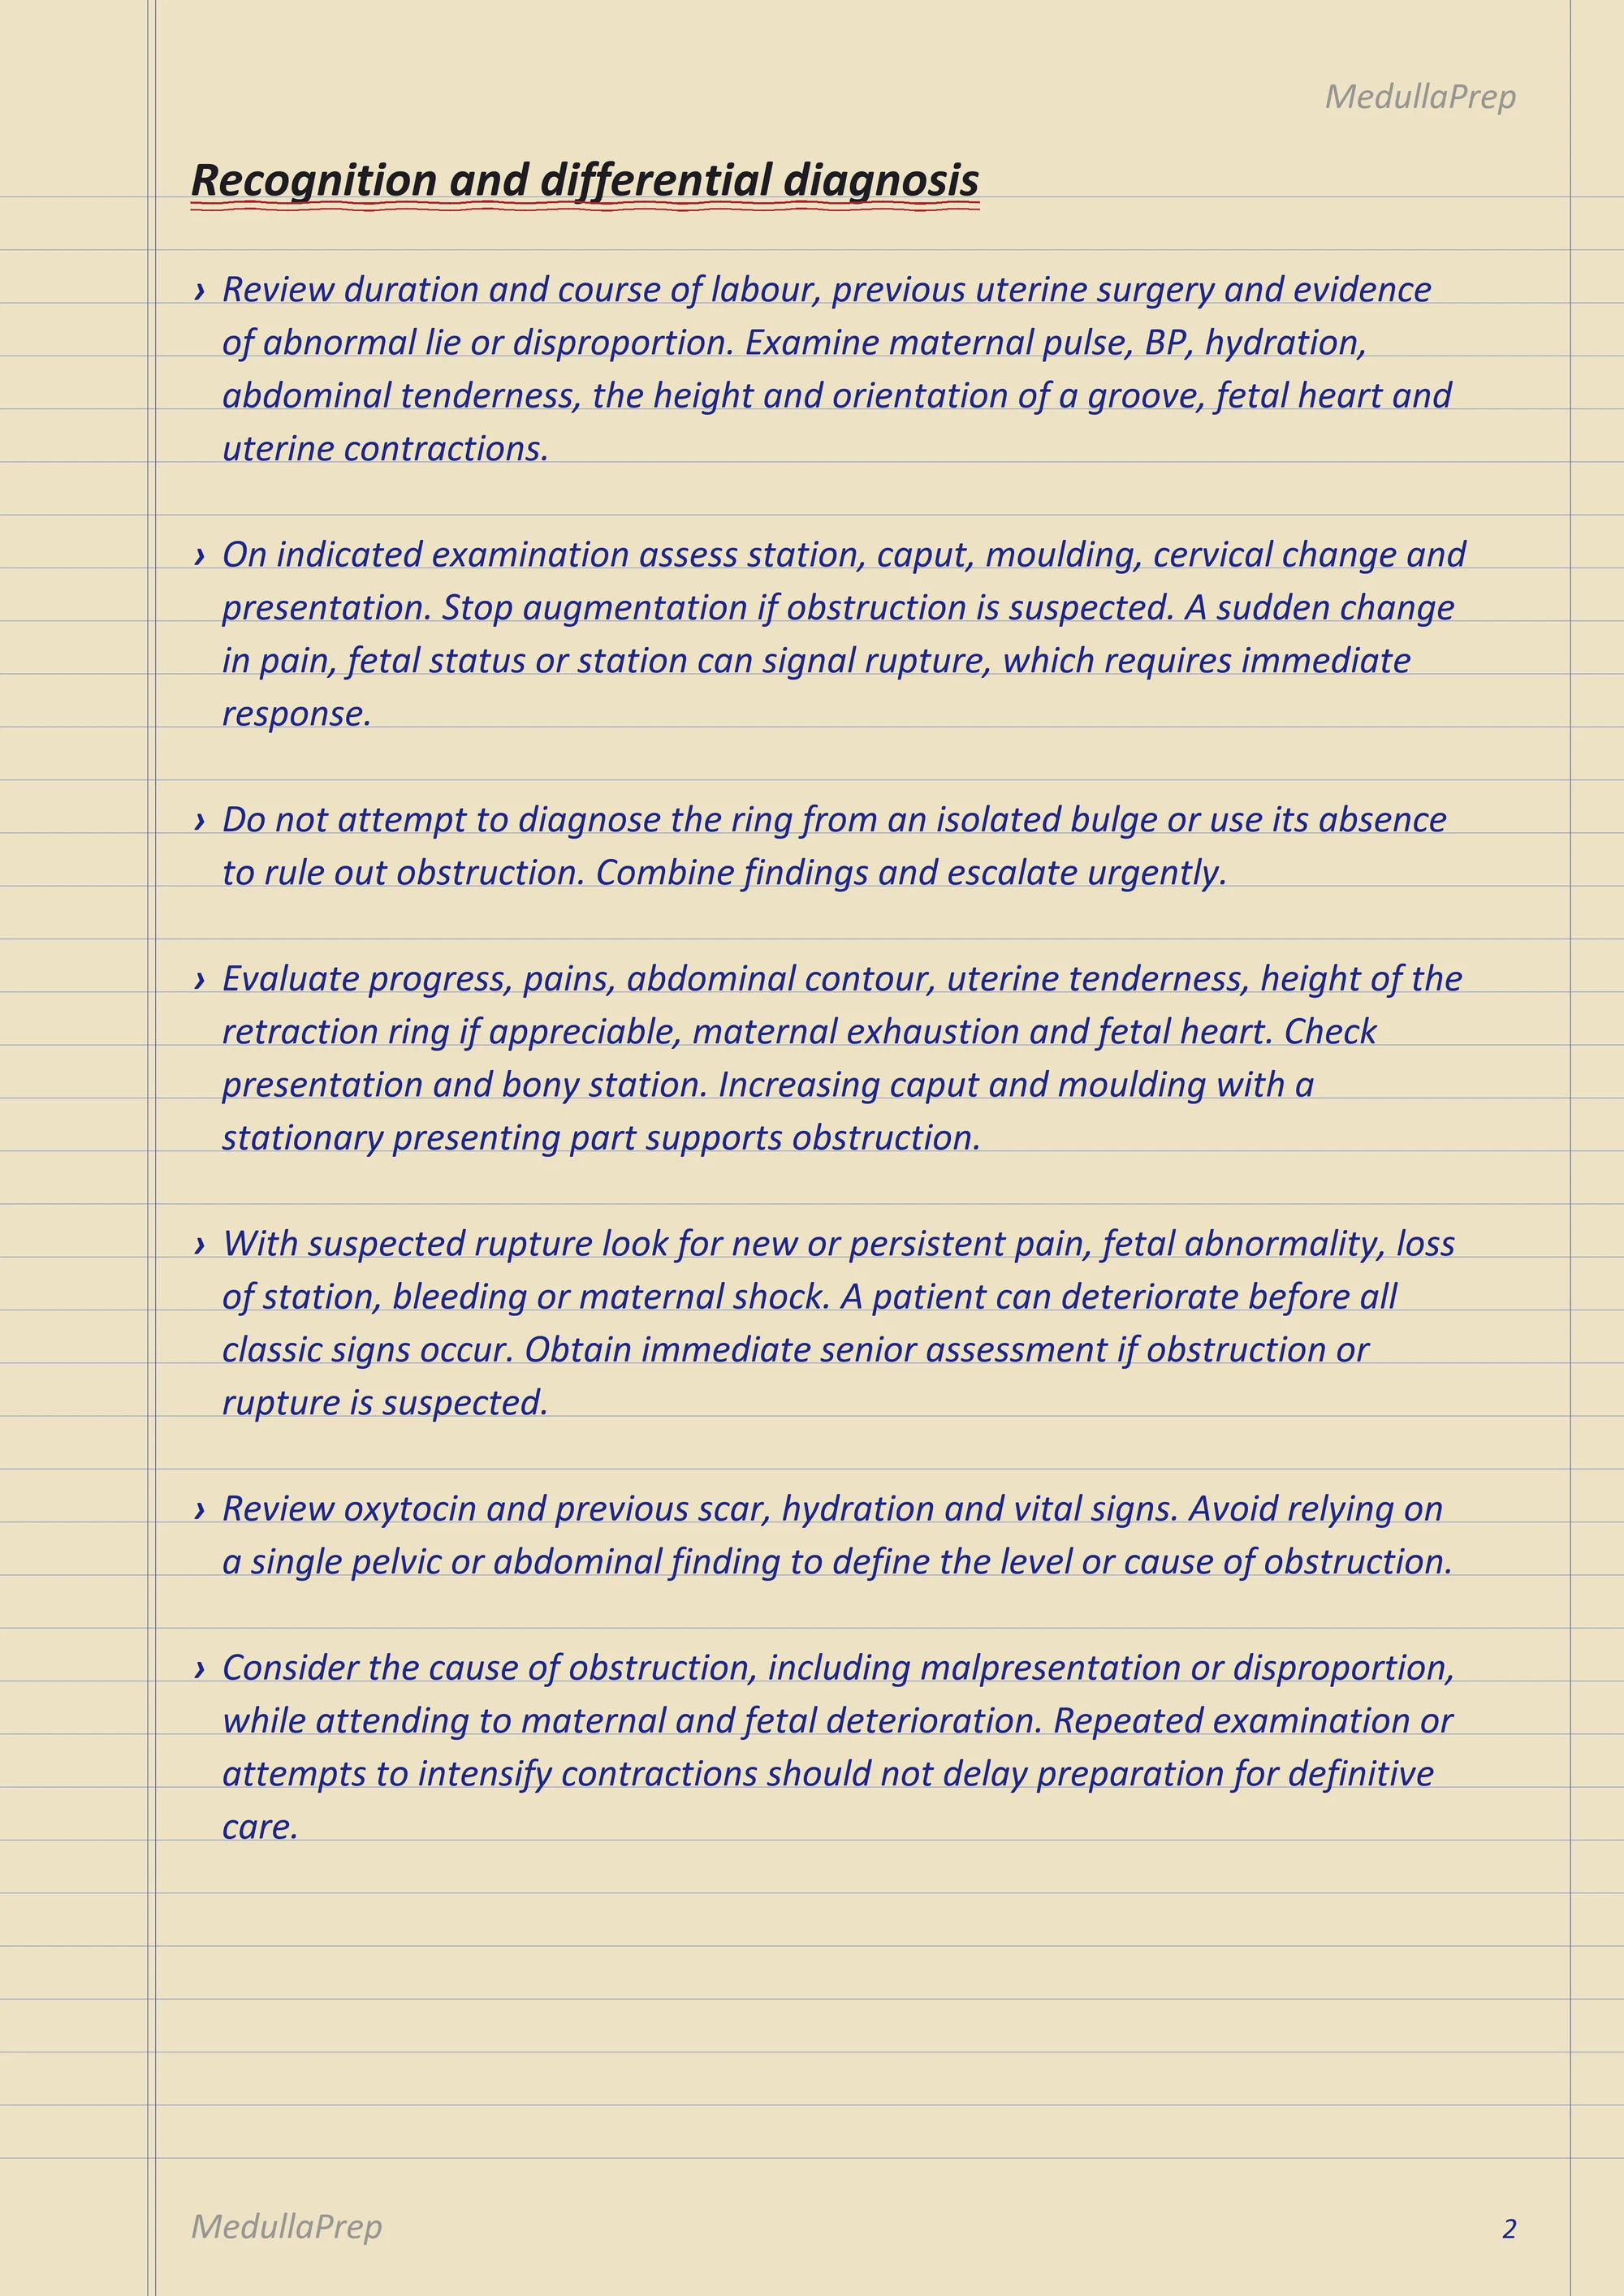 MedullaPrep
Recognition and differential diagnosis
› Review duration and course of labour, previous uterine surgery and evidence
of abnormal lie or disproportion. Examine maternal pulse, BP, hydration,
abdominal tenderness, the height and orientation of a groove, fetal heart and
uterine contractions.
› On indicated examination assess station, caput, moulding, cervical change and
presentation. Stop augmentation if obstruction is suspected. A sudden change
in pain, fetal status or station can signal rupture, which requires immediate
response.
› Do not attempt to diagnose the ring from an isolated bulge or use its absence
to rule out obstruction. Combine findings and escalate urgently.
› Evaluate progress, pains, abdominal contour, uterine tenderness, height of the
retraction ring if appreciable, maternal exhaustion and fetal heart. Check
presentation and bony station. Increasing caput and moulding with a
stationary presenting part supports obstruction.
› With suspected rupture look for new or persistent pain, fetal abnormality, loss
of station, bleeding or maternal shock. A patient can deteriorate before all
classic signs occur. Obtain immediate senior assessment if obstruction or
rupture is suspected.
› Review oxytocin and previous scar, hydration and vital signs. Avoid relying on
a single pelvic or abdominal finding to define the level or cause of obstruction.
› Consider the cause of obstruction, including malpresentation or disproportion,
while attending to maternal and fetal deterioration. Repeated examination or
attempts to intensify contractions should not delay preparation for definitive
care.
MedullaPrep
2